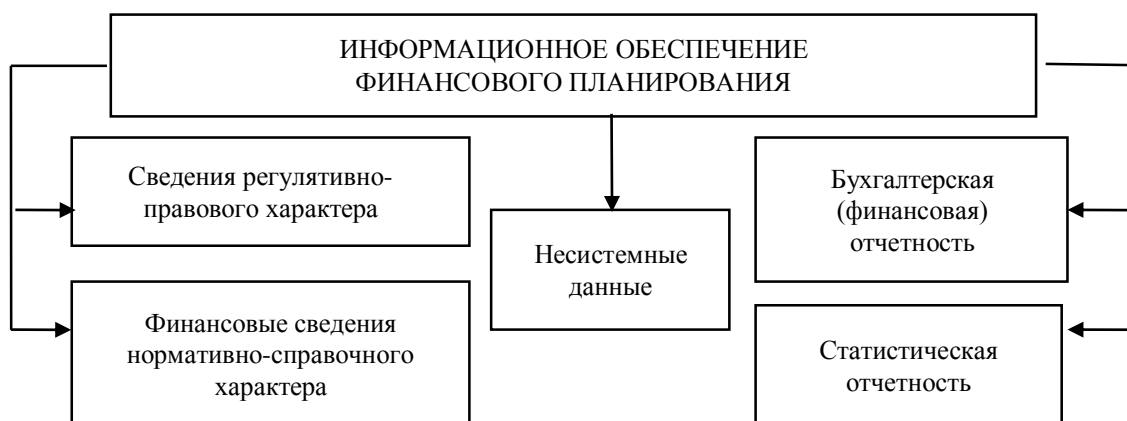 ИНФОРМАЦИОННОЕ ОБЕСПЕЧЕНИЕ
ФИНАНСОВОГО ПЛАНИРОВАНИЯ
Сведения регулятивно-
правового характера
Финансовые сведения
нормативно-справочного
характера
Несистемные
данные
Бухгалтерская
(финансовая)
отчетность
Статистическая
отчетность